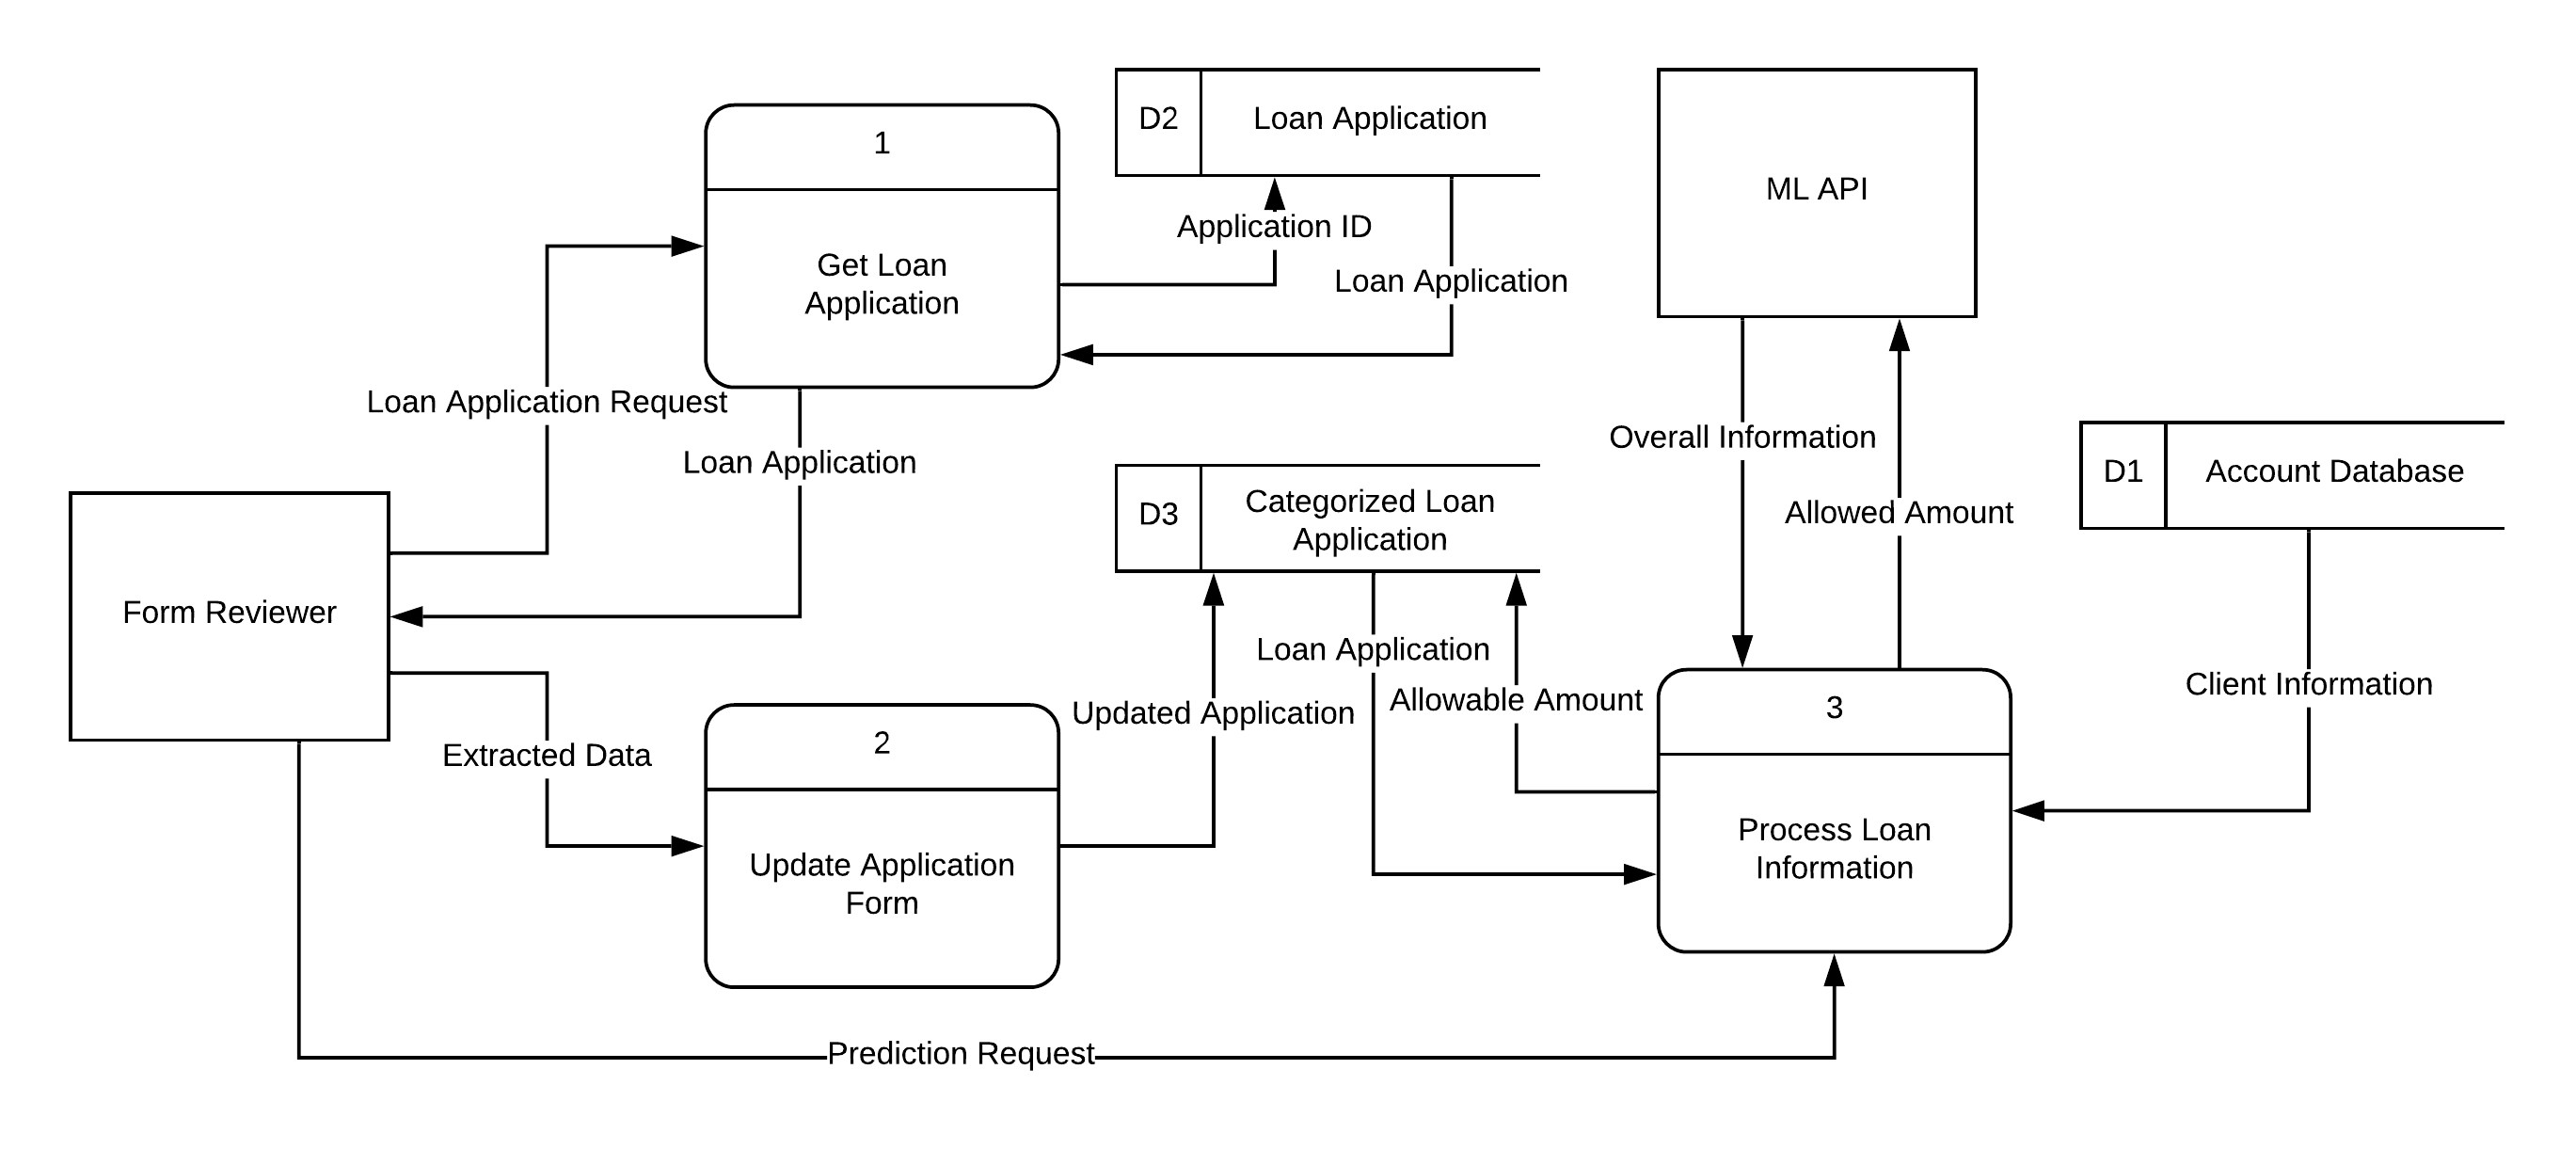 D2
Loan Application
1
ML API
Application ID
Get Loan
Application
Loan Application
Loan Application Request
Overall Information
Loan Application
D1
Account Database
D3
Categorized Loan
Application
Allowed Amount
Form Reviewer
Loan Application
Client Information
Allowable Amount
3
Updated Application
2
Extracted Data
Process Loan
Information
Update Application
Form
Prediction Request